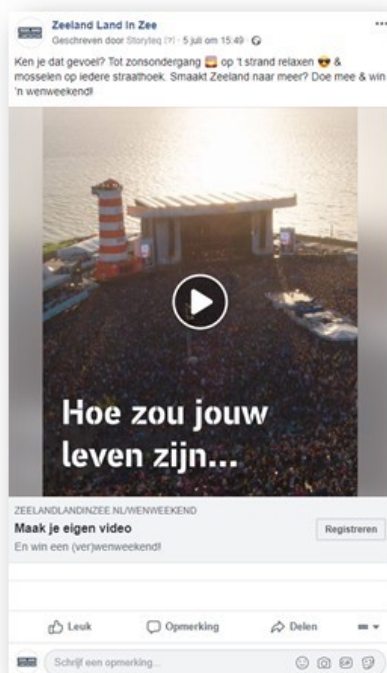 Zeeland Land in Zee
Geschreven door Storyteq [?] · 5 juli om 15:49 ·
Ken je dat gevoel? Tot zonsondergang 🌅 op 't strand relaxen 😎 &
mosselen op iedere straathoek. Smaakt Zeeland naar meer? Doe mee & win
'n wenweekend!
Hoe zou jouw
leven zijn...
ZEELANDLANDINZEE.NL/WENWEEKEND
Maak je eigen video
Registreren
En win een (ver)wenweekend!
Leuk
Opmerking
Delen
Schrijf een opmerking...